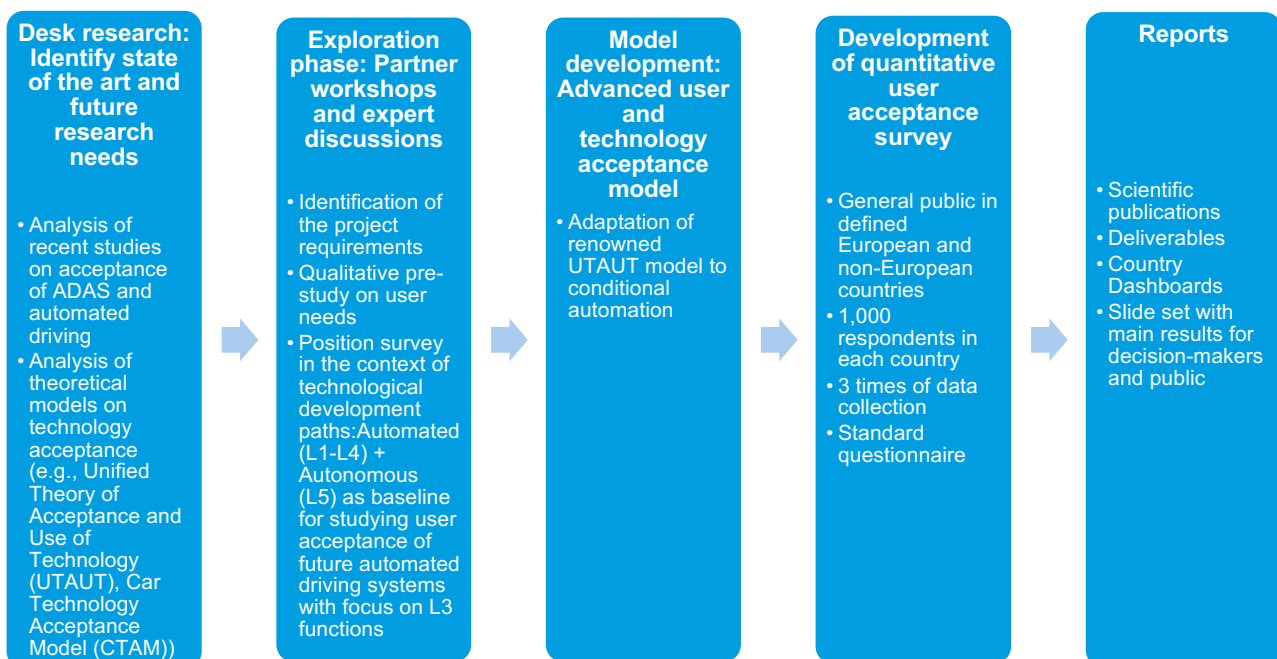 Desk research:
Identify state
of the art and
future
research
needs
• Analysis of
recent studies
on acceptance
of ADAS and
automated
driving
• Analysis of
theoretical
models on
technology
acceptance
(e.g., Unified
Theory of
Acceptance and
Use of
Technology
(UTAUT), Car
Technology
Acceptance
Model (CTAM))
Exploration
phase: Partner
workshops
and expert
discussions
• Identification of
the project
requirements
• Qualitative pre-
study on user
needs
• Position survey
in the context of
technological
development
paths:Automated
(L1-L4) +
Autonomous
(L5) as baseline
for studying user
acceptance of
future automated
driving systems
with focus on L3
functions
Model
development:
Advanced user
and
technology
acceptance
model
• Adaptation of
renowned
UTAUT model to
conditional
automation
Development
of quantitative
user
acceptance
survey
• General public in
defined
European and
non-European
countries
• 1,000
respondents in
each country
• 3 times of data
collection
• Standard
questionnaire
Reports
• Scientific
publications
• Deliverables
• Country
Dashboards
• Slide set with
main results for
decision-makers
and public